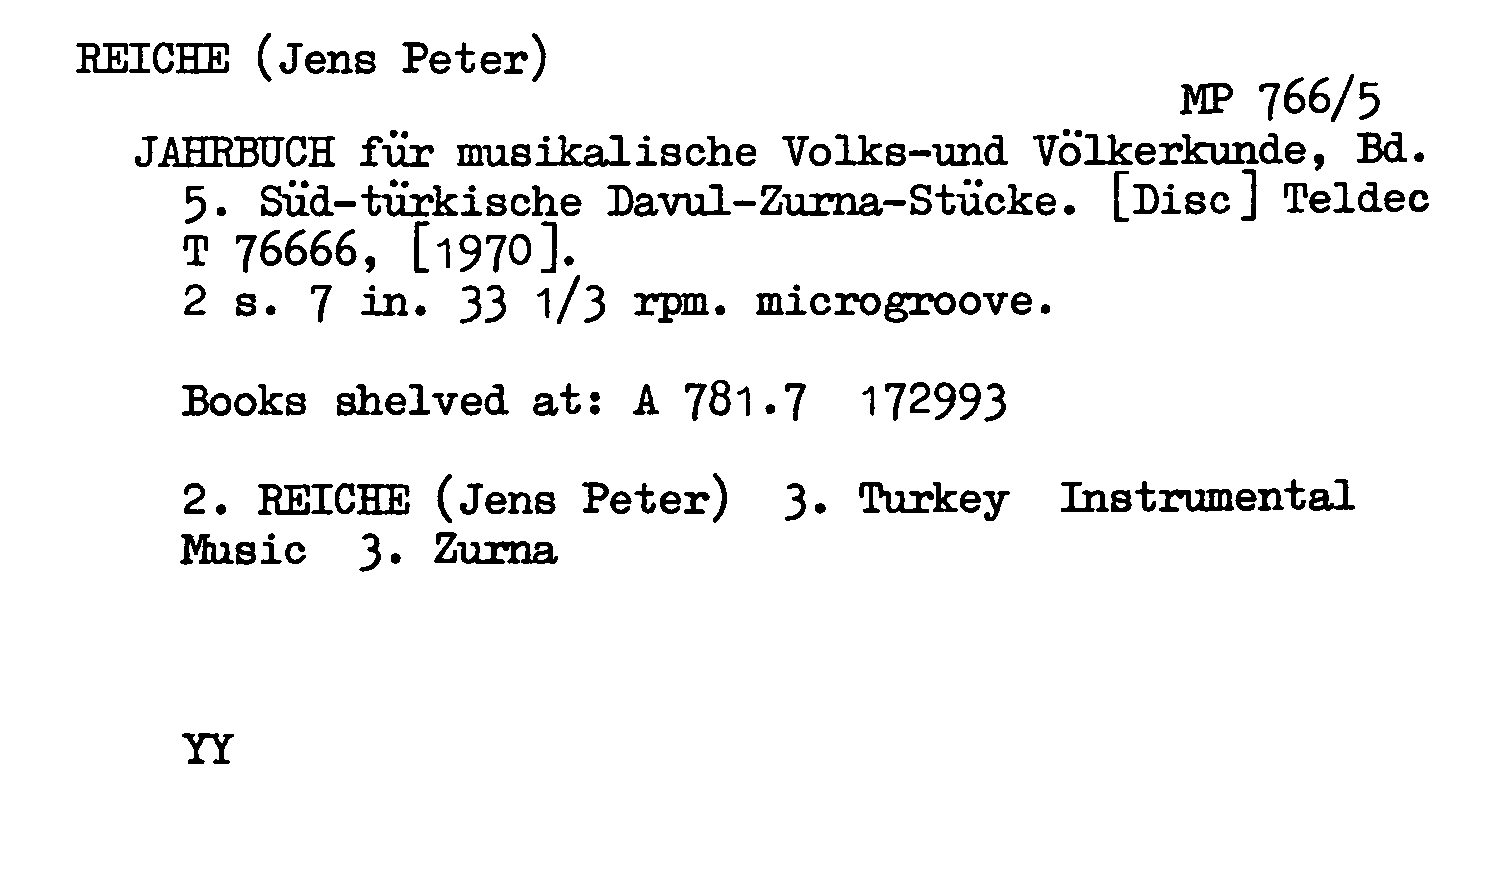 REICHE (Jens Peter)
MP 766/5
JAHRBUCH für musikalische Volks-und Völkerkunde, Bd.
5. Süd-türkische Davul-Zurna-Stücke. [Disc] Teldec
T 76666, [1970].
2 s. 7 in. 33 1/3 rpm. microgroove.
Books shelved at: A 781.7 172993
2. REICHE (Jens Peter) 3. Turkey Instrumental
Music 3. Zurna
YY